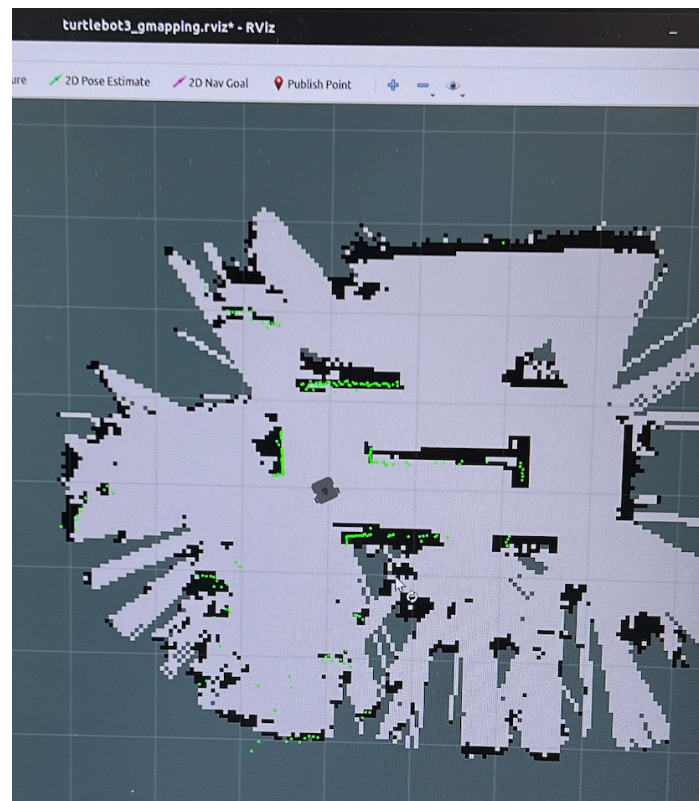 turtlebot3_gmapping.rviz* - RViz
ure 2D Pose Estimate 2D Nav Goal Publish Point